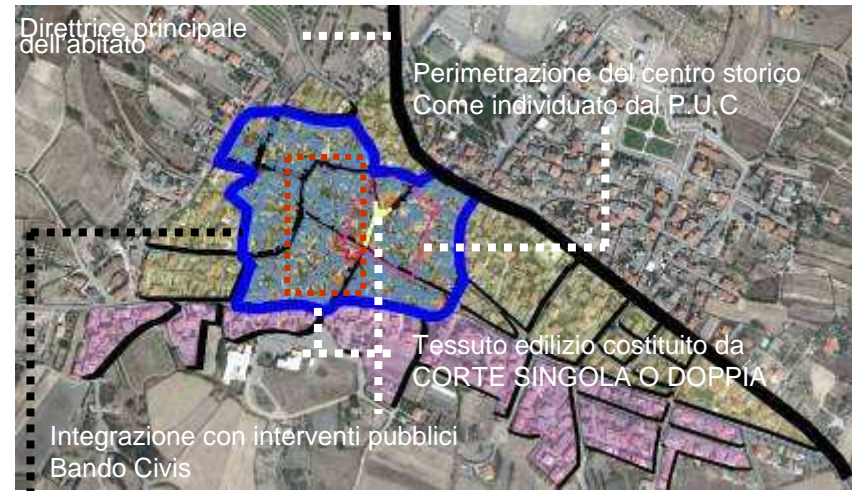 Direttrice principale
dell'abitato
Perimetrazione del centro storico
Come individuato dal P.U.C
Tessuto edilizio costituito da
CORTE SINGOLA O DOPPIA
Integrazione con interventi pubblici
Bando Civis